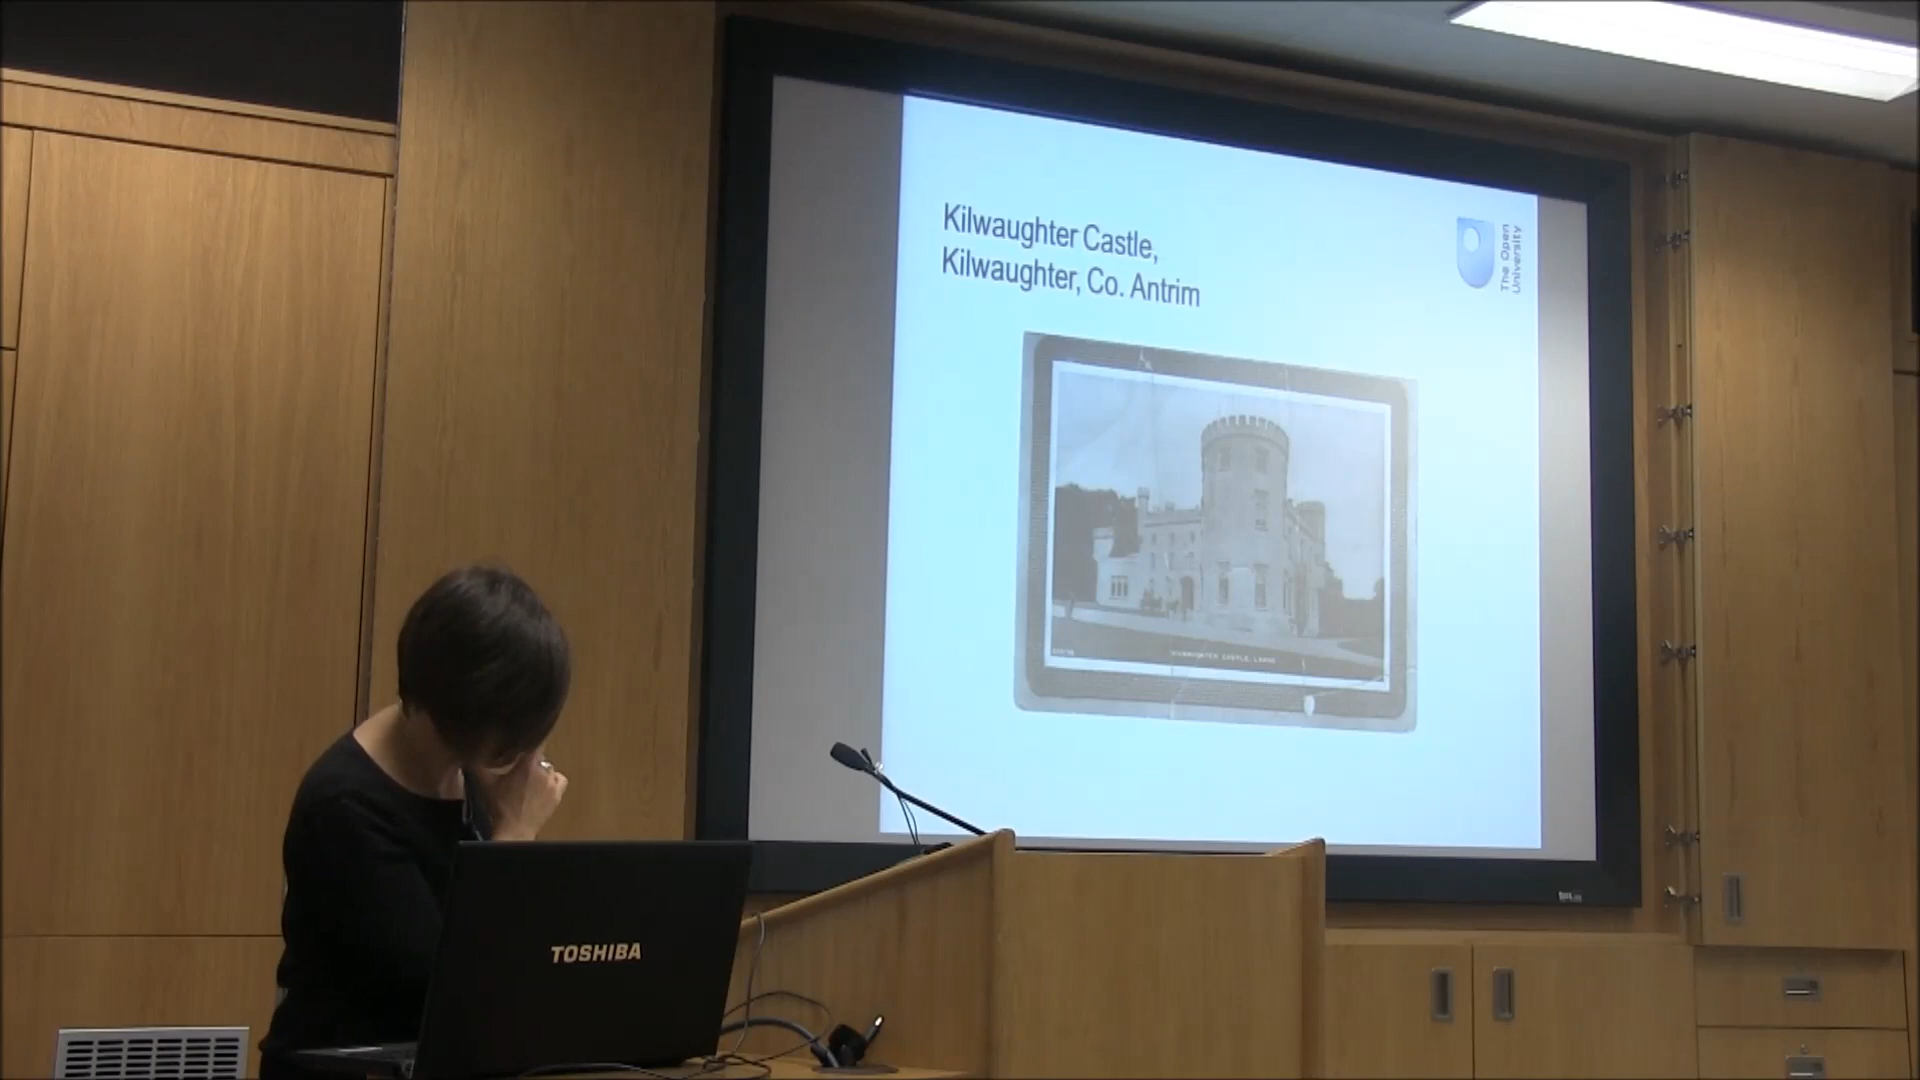 Kilwaughter Castle,
Kilwaughter, Co. Antrim
The Open
University
KILWAUGHTER CASTLE, LARNE
TOSHIBA